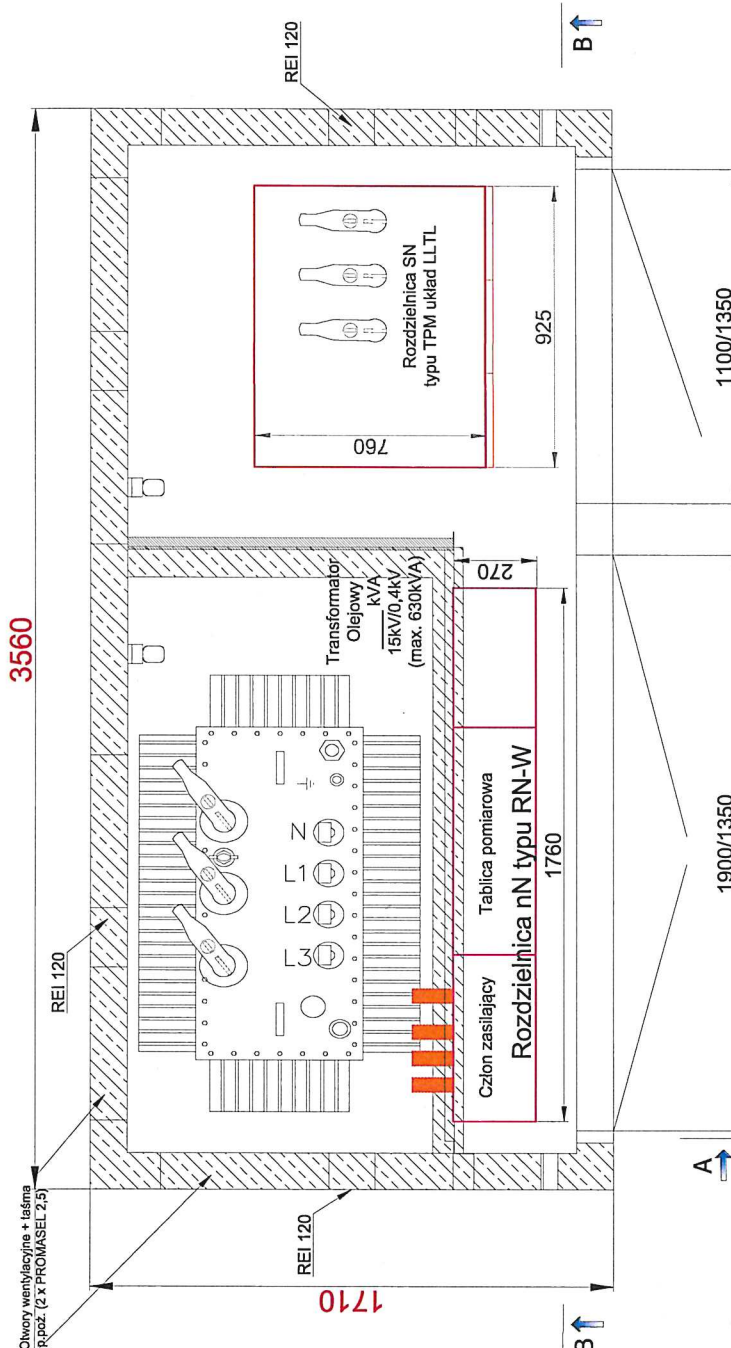 3560
Otwory wentylacyjne + taśma
p.poż. (2 x PROMASEL 2,5)
REI 120
REI 120
REI 120
1710
N
L1
L2
L3
Transformator
Olejowy
kVA
15kV/0,4kV
(max. 630kVA)
Rozdzielnica SN
typu TPM układ LLTL
760
925
270
Człon zasilający
Tablica pomiarowa
Rozdzielnica nN typu RN-W
1760
1900/1350
1100/1350
A
B
B